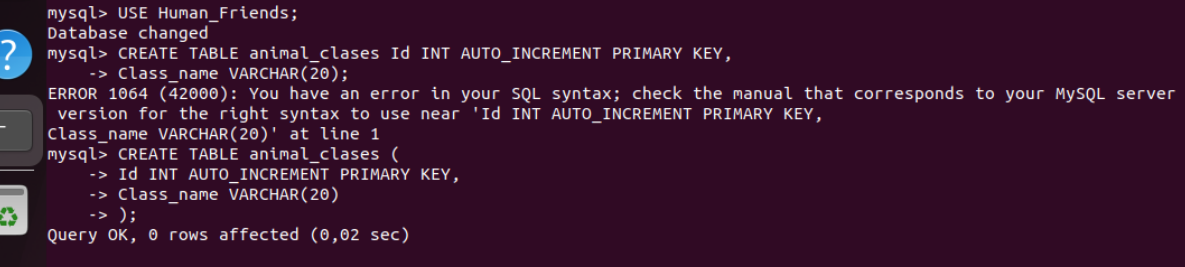 mysql> USE Human_Friends;
Database changed
mysql> CREATE TABLE animal_clases Id INT AUTO_INCREMENT PRIMARY KEY,
    -> Class_name VARCHAR(20);
ERROR 1064 (42000): You have an error in your SQL syntax; check the manual that corresponds to your MySQL server
 version for the right syntax to use near 'Id INT AUTO_INCREMENT PRIMARY KEY,
Class_name VARCHAR(20)' at line 1
mysql> CREATE TABLE animal_clases (
    -> Id INT AUTO_INCREMENT PRIMARY KEY,
    -> Class_name VARCHAR(20)
    -> );
Query OK, 0 rows affected (0,02 sec)